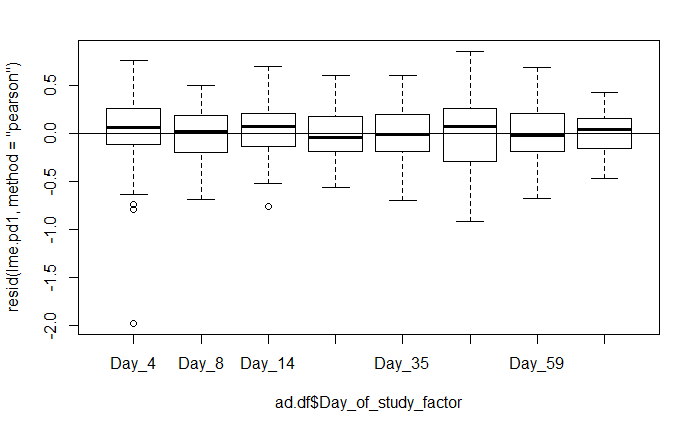 resid(lme.pd1, method = "pearson")
0.5
0.0
-0.5
-1.0
-1.5
-2.0
Day_4 Day_8 Day_14 Day_35 Day_59
ad.df$Day_of_study_factor